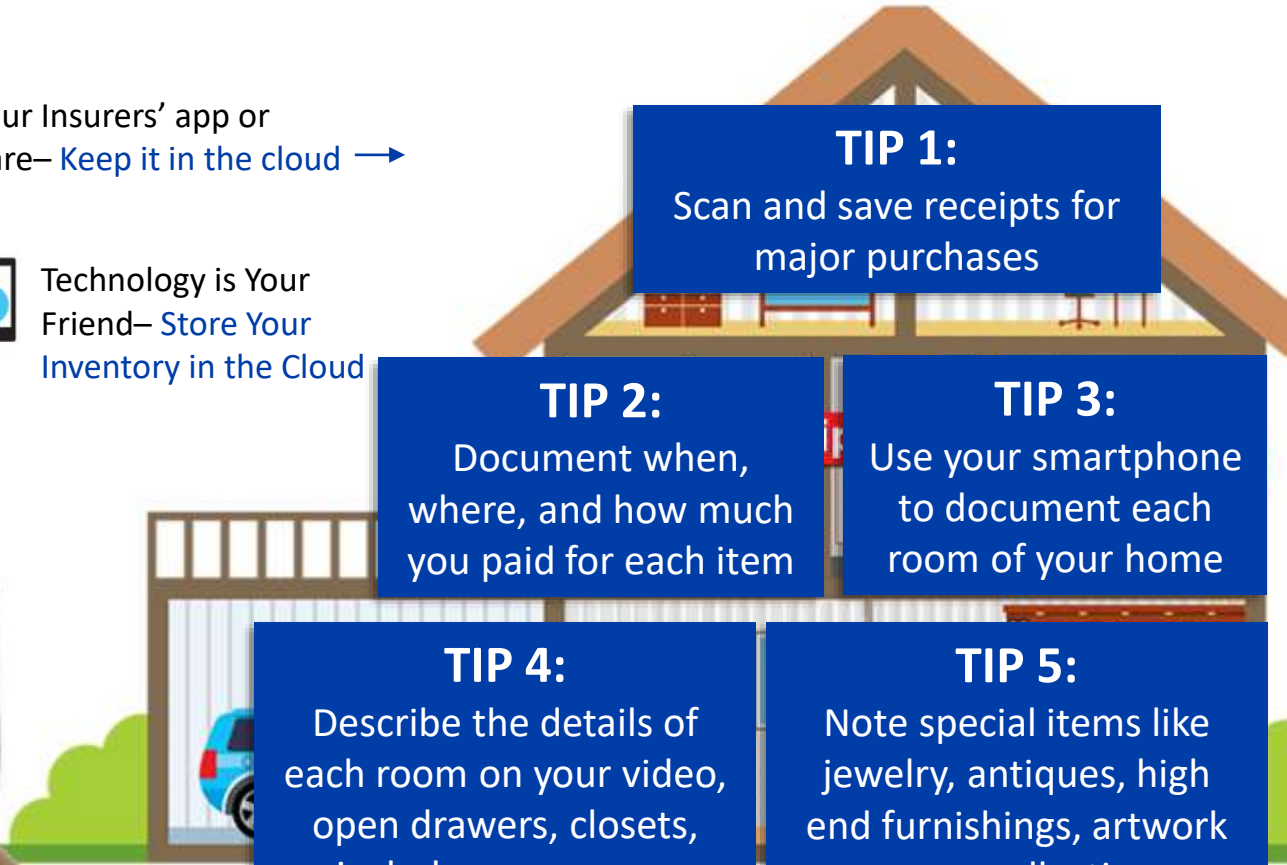 ur Insurers’ app or
are– Keep it in the cloud
Technology is Your
Friend– Store Your
Inventory in the Cloud
TIP 1:
Scan and save receipts for
major purchases
TIP 2:
Document when,
where, and how much
you paid for each item
TIP 3:
Use your smartphone
to document each
room of your home
TIP 4:
Describe the details of
each room on your video,
open drawers, closets,
TIP 5:
Note special items like
jewelry, antiques, high
end furnishings, artwork